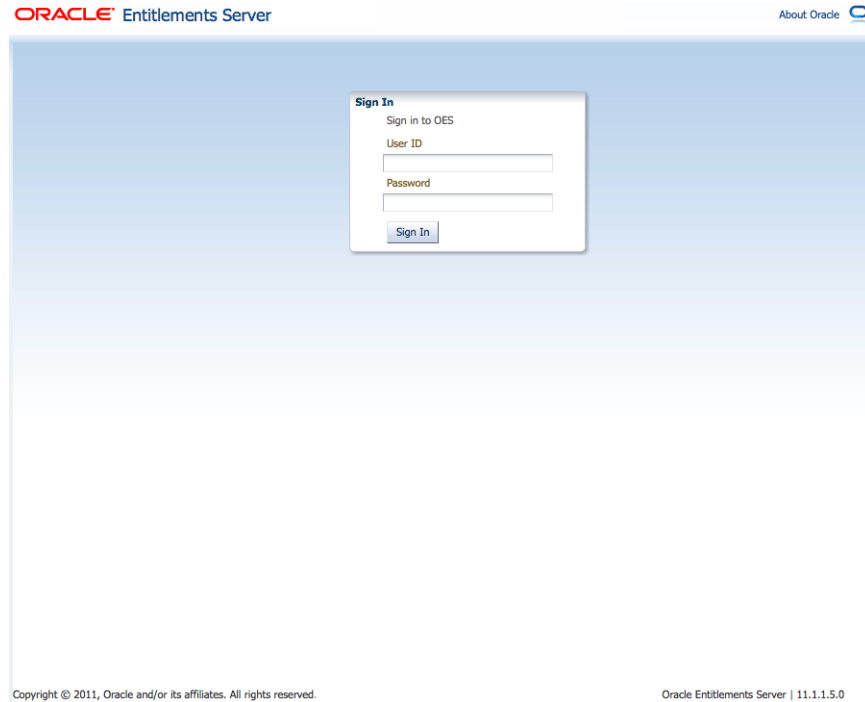 ORACLE Entitlements Server
About Oracle
Sign In
Sign in to OES
User ID
Password
Sign In
Copyright © 2011, Oracle and/or its affiliates. All rights reserved.
Oracle Entitlements Server | 11.1.1.5.0